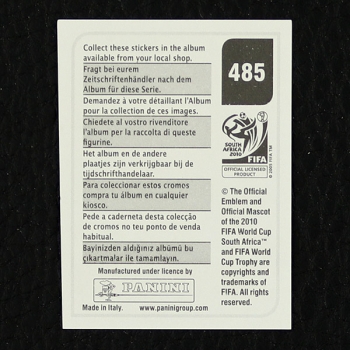 Collect these stickers in the album
available from your local shop.
Fragt bei eurem
Zeitschriftenhändler nach dem
Album für diese Serie.
Demandez à votre détaillant l'Album
pour la collection de ces images.
Chiedete al vostro rivenditore
l'album per la raccolta di queste
figurine.
Het album en de andere
plaatjes zijn verkrijgbaar bij de
tijdschrifthandelaar.
Para coleccionar estos cromos
compra tu álbum en cualquier
kiosco.
Pede a caderneta desta colecção
de cromos no teu ponto de venda
habitual.
Bayinizden aldığınız albümü bu
çıkartmalar ile tamamlayın.
Manufactured under licence by
PANINI
Made in Italy. www.paninigroup.com
485
SOUTH AFRICA
2010
FIFA
© 2005 FIFA TM
OFFICIAL LICENSED
PRODUCT
© The Official
Emblem and
Official Mascot
of the 2010
FIFA World Cup
South Africa™
and FIFA World
Cup Trophy are
copyrights and
trademarks of
FIFA. All rights
reserved.